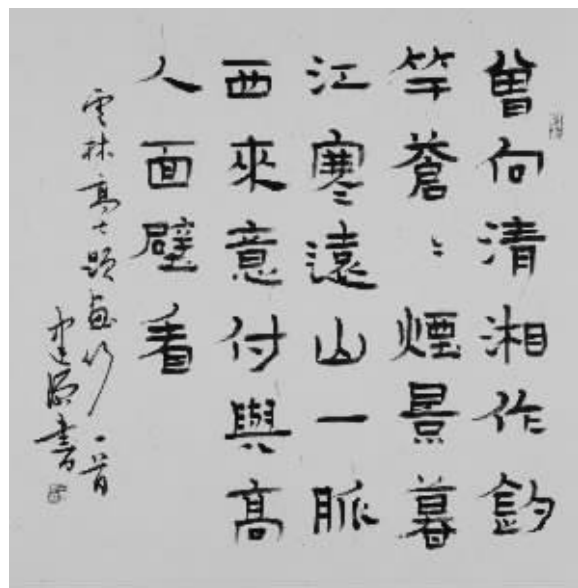 曾向清湘作釣
竿蒼〻煙景暮
江寒遠山一脈
西來意付與高
人面壁看
雲林高士題畫竹一首
書